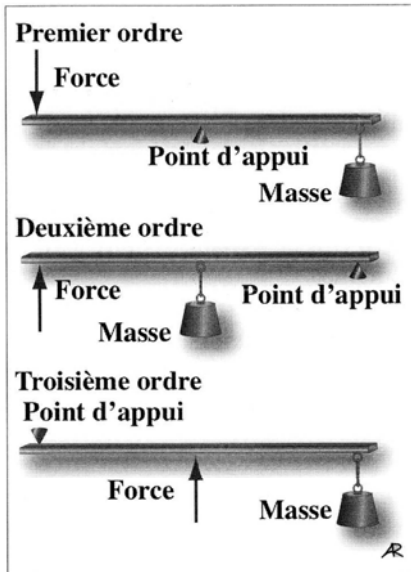 Premier ordre
Force
Point d'appui
Masse
Deuxième ordre
Force
Point d'appui
Masse
Troisième ordre
Point d'appui
Force
Masse
AR